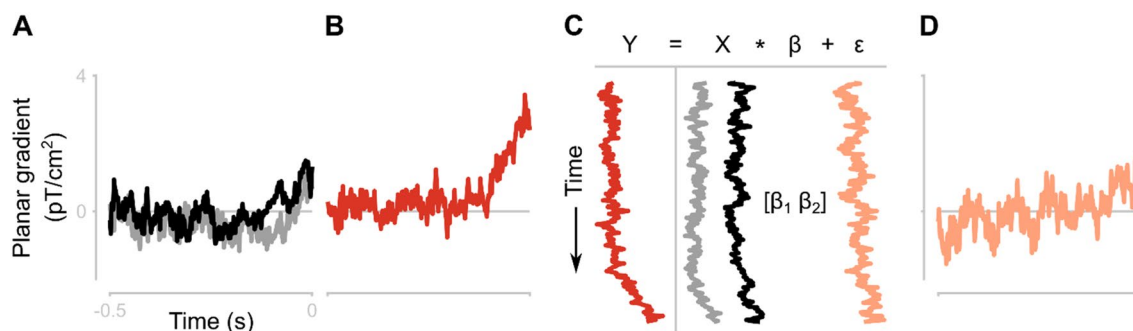 A
B
C
D
Y = X * β + ε
4
0
Planar gradient
(pT/cm²)
-0.5
0
Time (s)
Time
[β₁ β₂]